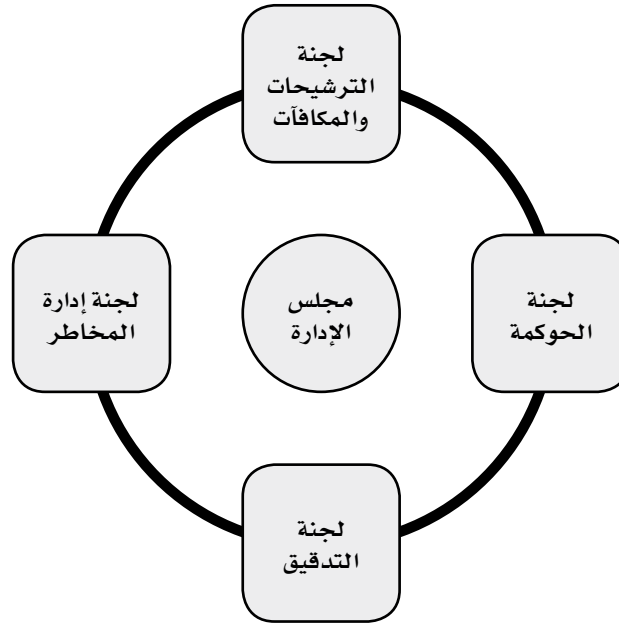 لجنة
الترشيحات
والمكافآت
لجنة
الحوكمة
مجلس
الإدارة
لجنة إدارة
المخاطر
لجنة
التدقيق